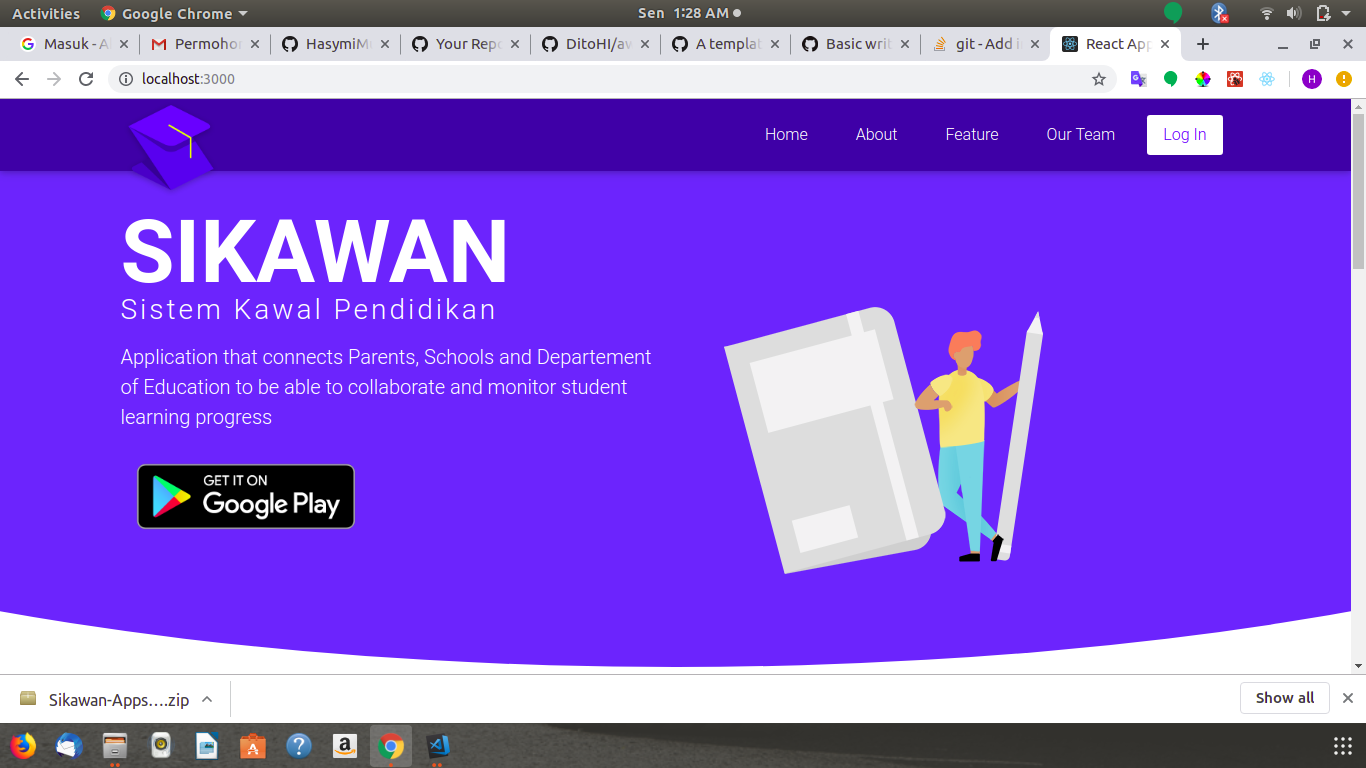 Activities Google Chrome Sen 1:28 AM
Masuk - A Permohon HasymiM Your Repo DitoHI/aw A templat Basic writ git - Add i React App
localhost:3000 H
Home About Feature Our Team Log In
SIKAWAN
Sistem Kawal Pendidikan
Application that connects Parents, Schools and Departement
of Education to be able to collaborate and monitor student
learning progress
GET IT ON
Google Play
Sikawan-Apps....zip Show all